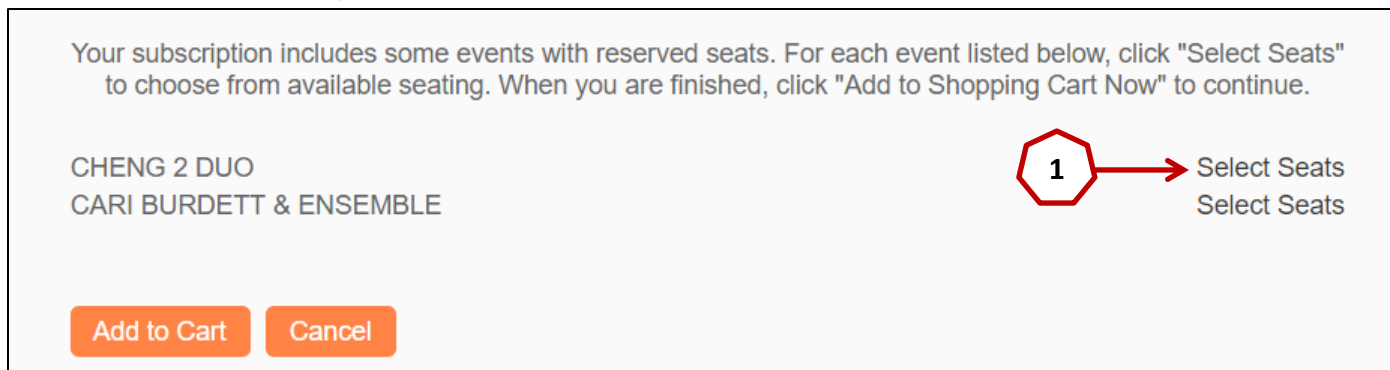 Your subscription includes some events with reserved seats. For each event listed below, click "Select Seats"
to choose from available seating. When you are finished, click "Add to Shopping Cart Now" to continue.
CHENG 2 DUO 1 Select Seats
CARI BURDETT & ENSEMBLE Select Seats
Add to Cart Cancel